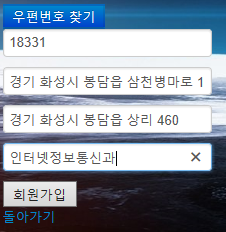 우편번호 찾기
18331
경기 화성시 봉담읍 삼천병마로 1
경기 화성시 봉담읍 상리 460
인터넷정보통신과
회원가입
돌아가기